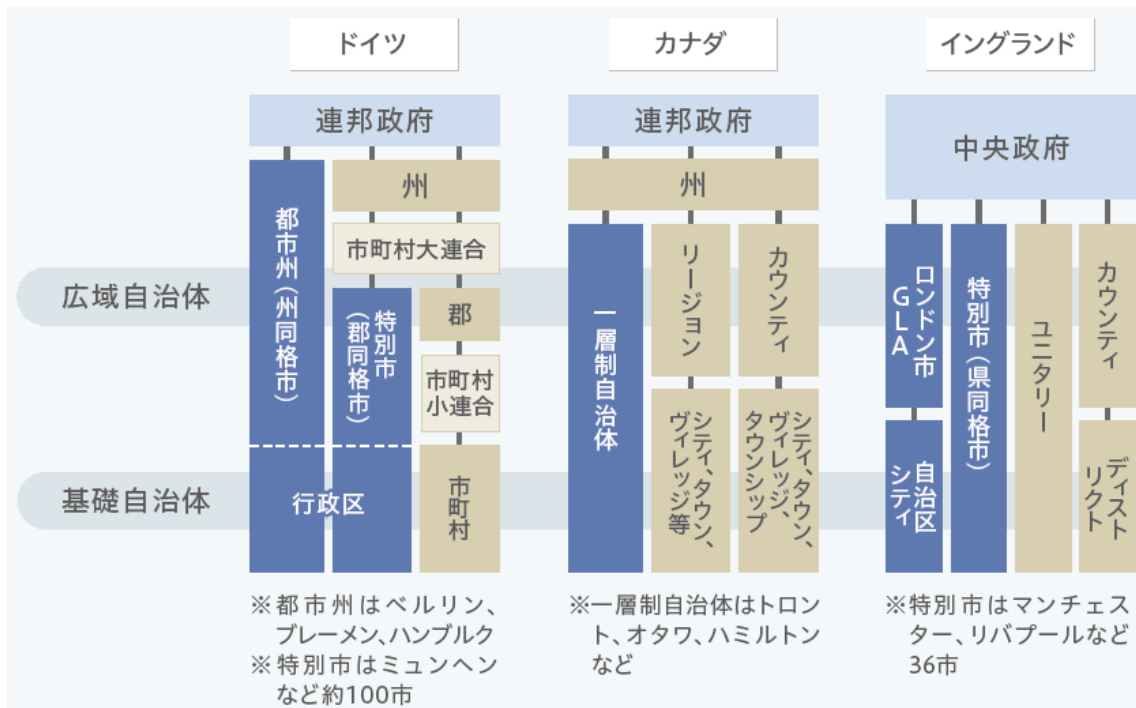 ドイツ
カナダ
イングランド
連邦政府
州
都市州(州同格市)
市町村大連合
特別市
(郡同格市)
郡
市町村
小連合
行政区
市町村
連邦政府
州
一層制自治体
リージョン
カウンティ
シティ、タウン、
ヴィレッジ等
シティ、タウン、
ヴィレッジ、
タウンシップ
中央政府
ロンドン市
GLA
自治区
シティ
特別市(県同格市)
ユニタリー
カウンティ
ディスト
リクト
広域自治体
基礎自治体
※都市州はベルリン、
ブレーメン、ハンブルク
※特別市はミュンヘン
など約100市
※一層制自治体はトロン
ト、オタワ、ハミルトン
など
※特別市はマンチェス
ター、リバプールなど
36市